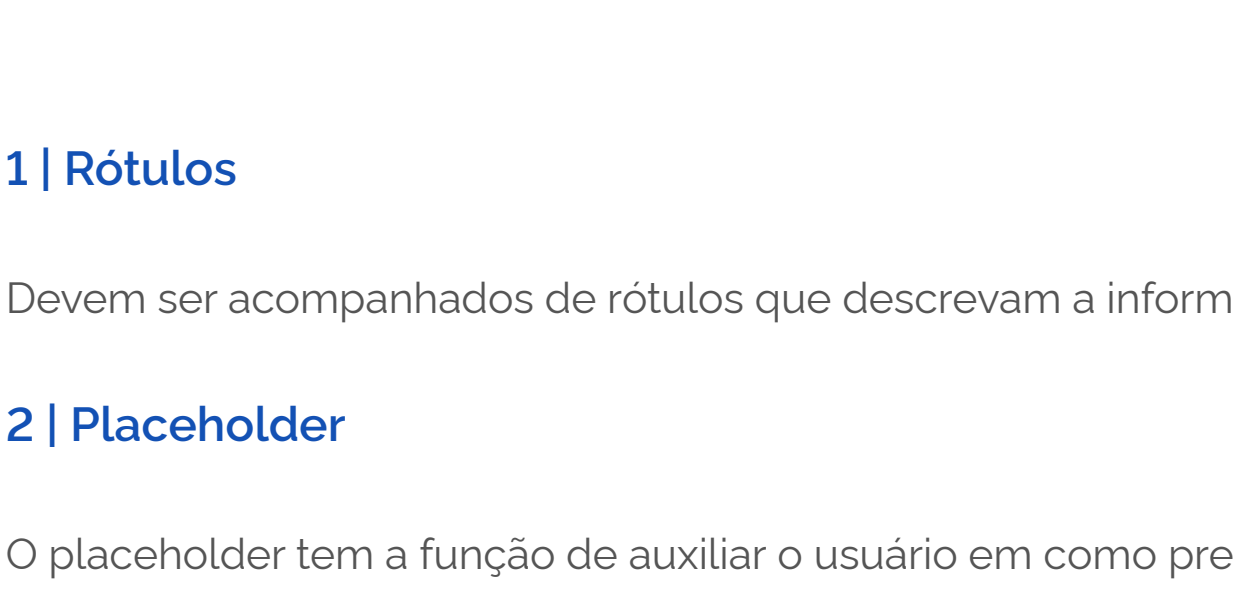 1 | Rótulos
Devem ser acompanhados de rótulos que descrevam a inform
2 | Placeholder
O placeholder tem a função de auxiliar o usuário em como pre